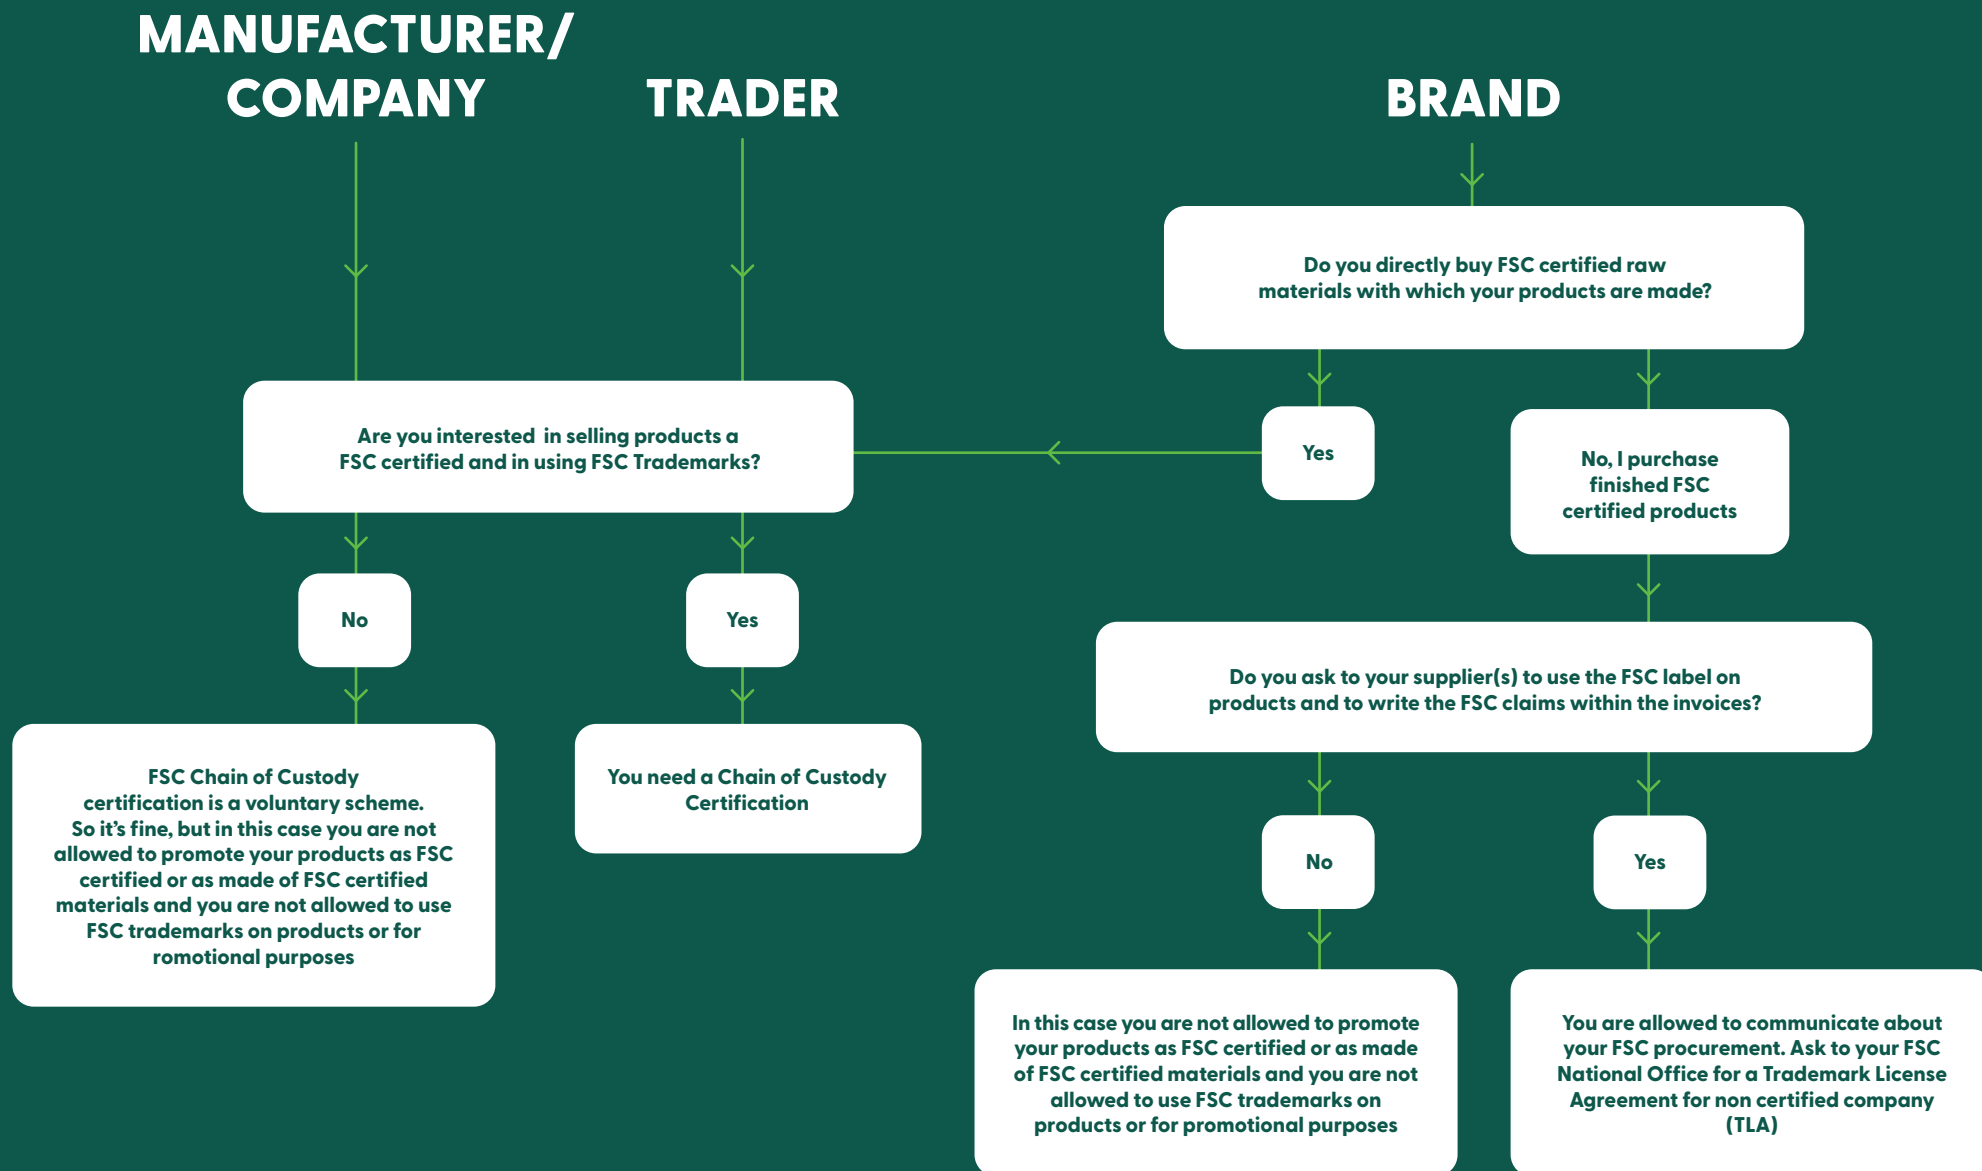 MANUFACTURER/
COMPANY
TRADER
BRAND
Do you directly buy FSC certified raw
materials with which your products are made?
Are you interested  in selling products a
FSC certified and in using FSC Trademarks?
Yes
No, I purchase
finished FSC
certified products
No
Yes
Do you ask to your supplier(s) to use the FSC label on
products and to write the FSC claims within the invoices?
FSC Chain of Custody
certification is a voluntary scheme.
So it’s fine, but in this case you are not
allowed to promote your products as FSC
certified or as made of FSC certified
materials and you are not allowed to use
FSC trademarks on products or for
romotional purposes
You need a Chain of Custody
Certification
No
Yes
In this case you are not allowed to promote
your products as FSC certified or as made
of FSC certified materials and you are not
allowed to use FSC trademarks on
products or for promotional purposes
You are allowed to communicate about
your FSC procurement. Ask to your FSC
National Office for a Trademark License
Agreement for non certified company
(TLA)